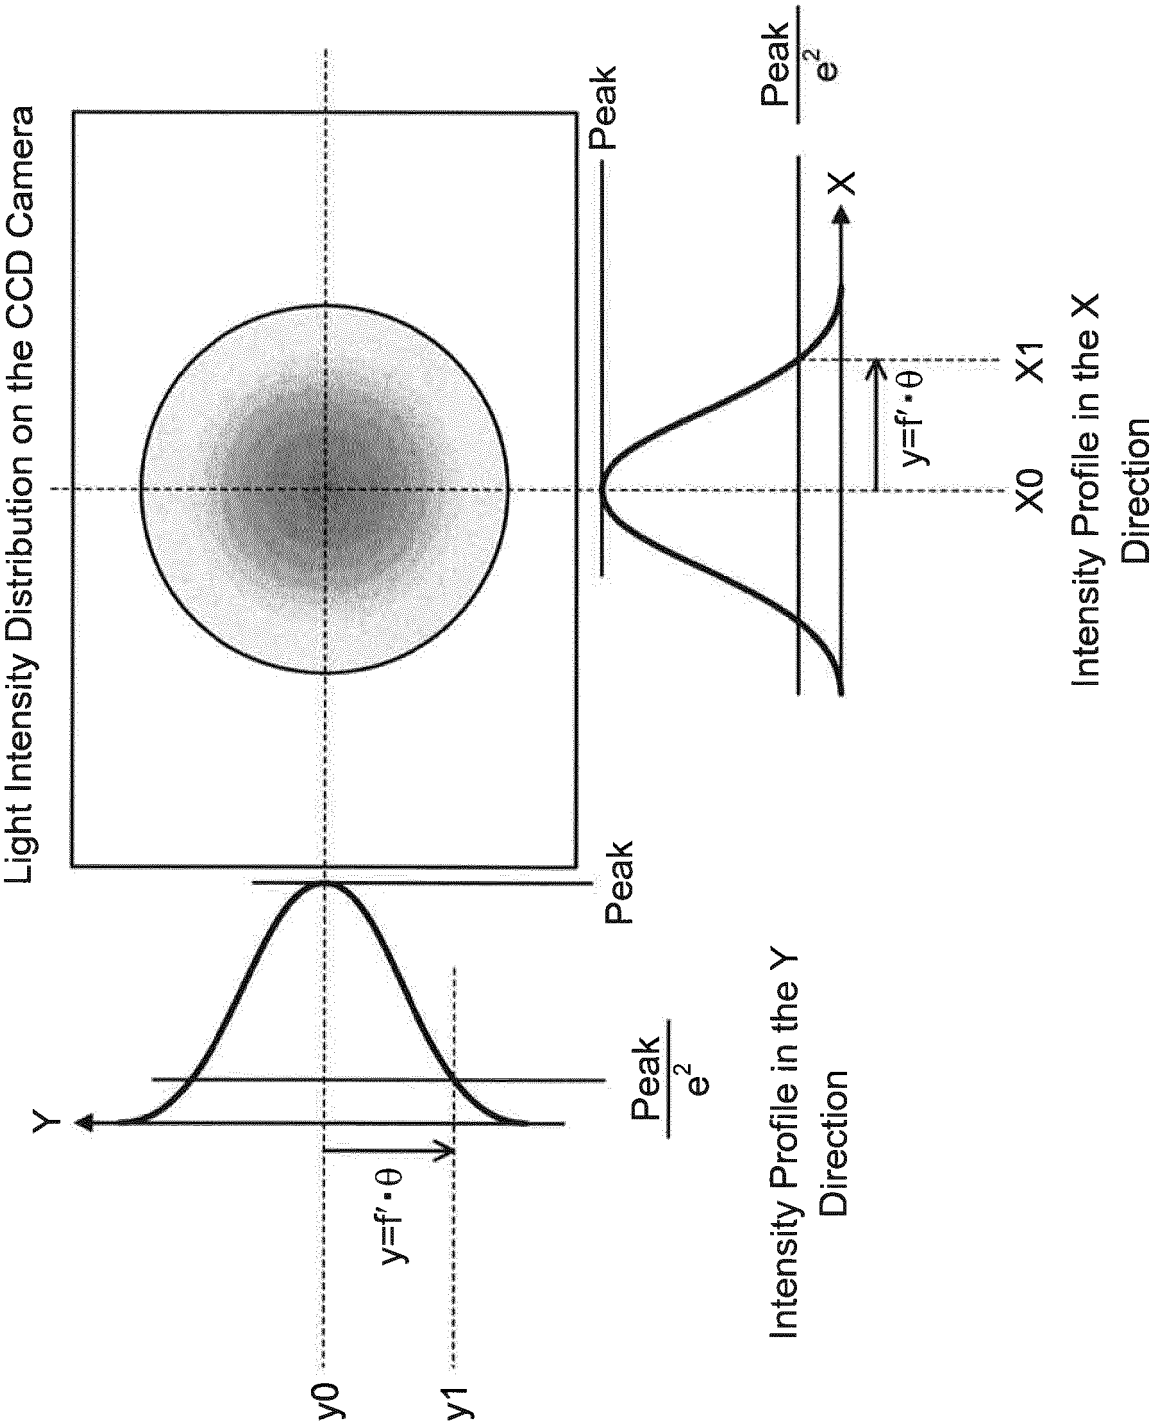 Light Intensity Distribution on the CCD Camera
Y
y0
y1
y=f'·θ
Peak
Peak
e²
Intensity Profile in the Y
Direction
Peak
Peak
e²
X
y=f'·θ
X0
X1
Intensity Profile in the X
Direction